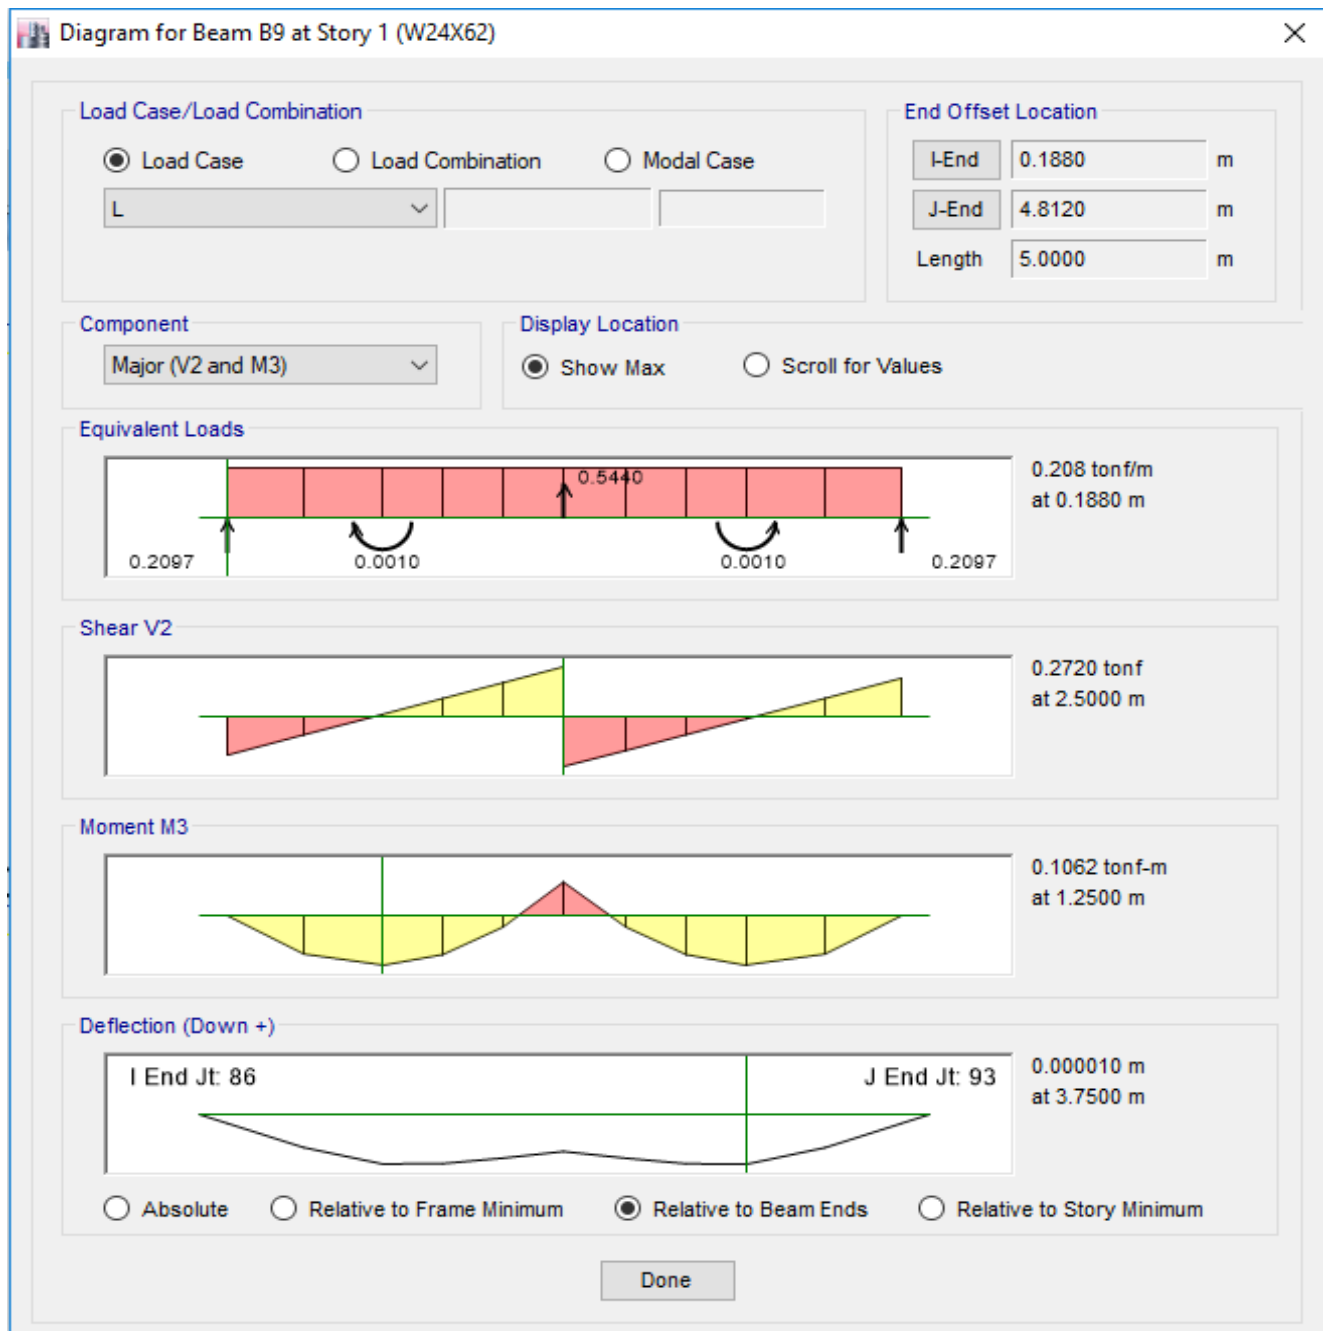 Diagram for Beam B9 at Story 1 (W24X62)
Load Case/Load Combination
Load Case Load Combination Modal Case
L
End Offset Location
I-End 0.1880 m
J-End 4.8120 m
Length 5.0000 m
Component
Major (V2 and M3)
Display Location
Show Max Scroll for Values
Equivalent Loads
0.5440
0.2097 0.0010 0.0010 0.2097
0.208 tonf/m
at 0.1880 m
Shear V2
0.2720 tonf
at 2.5000 m
Moment M3
0.1062 tonf-m
at 1.2500 m
Deflection (Down +)
I End Jt: 86 J End Jt: 93
0.000010 m
at 3.7500 m
Absolute Relative to Frame Minimum Relative to Beam Ends Relative to Story Minimum
Done